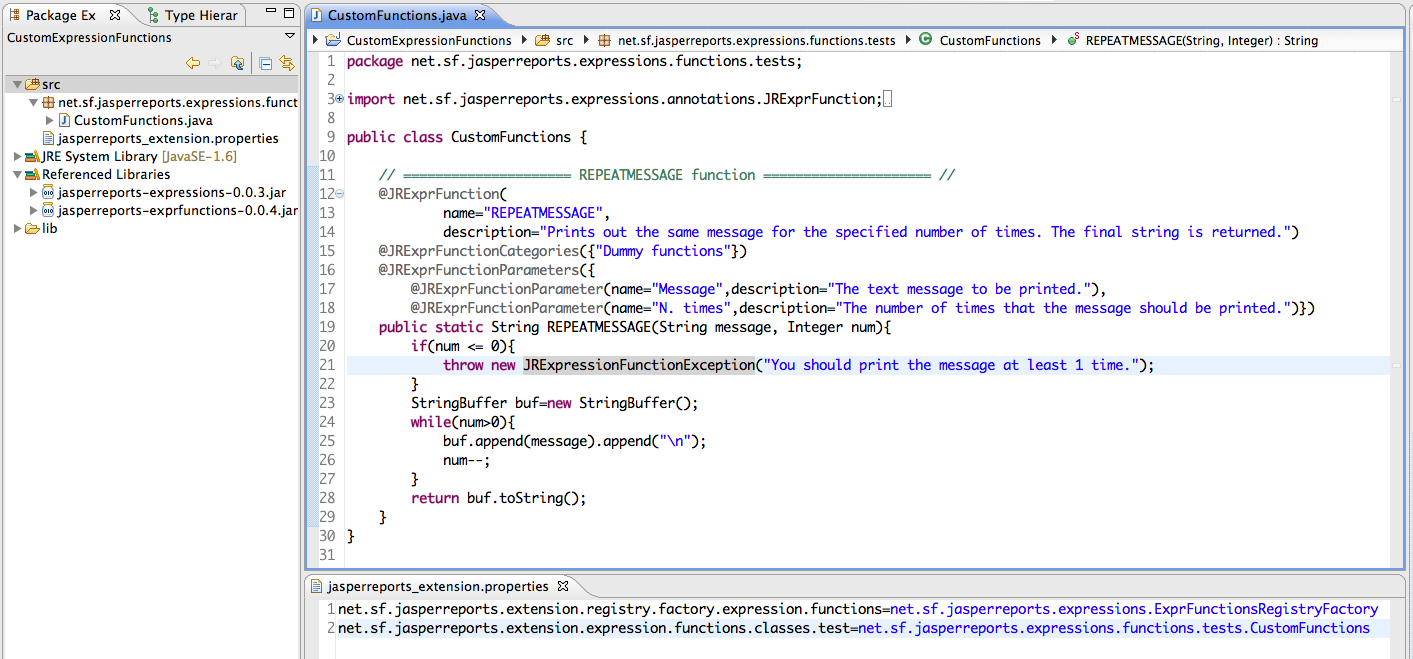 Package Ex
Type Hierar
CustomExpressionFunctions
src
net.sf.jasperreports.expressions.funct
CustomFunctions.java
jasperreports_extension.properties
JRE System Library [JavaSE-1.6]
Referenced Libraries
jasperreports-expressions-0.0.3.jar
jasperreports-exprfunctions-0.0.4.jar
lib
CustomFunctions.java
CustomExpressionFunctions src net.sf.jasperreports.expressions.functions.tests CustomFunctions REPEATMESSAGE(String, Integer) : String
1 package net.sf.jasperreports.expressions.functions.tests;
2
3 import net.sf.jasperreports.expressions.annotations.JRExprFunction;
8
9 public class CustomFunctions {
10
11 // ===================== REPEATMESSAGE function ===================== //
12 @JRExprFunction(
13 name="REPEATMESSAGE",
14 description="Prints out the same message for the specified number of times. The final string is returned.")
15 @JRExprFunctionCategories({"Dummy functions"})
16 @JRExprFunctionParameters({
17 @JRExprFunctionParameter(name="Message",description="The text message to be printed."),
18 @JRExprFunctionParameter(name="N. times",description="The number of times that the message should be printed.")})
19 public static String REPEATMESSAGE(String message, Integer num){
20 if(num <= 0){
21 throw new JRExpressionFunctionException("You should print the message at least 1 time.");
22 }
23 StringBuffer buf=new StringBuffer();
24 while(num>0){
25 buf.append(message).append("\n");
26 num--;
27 }
28 return buf.toString();
29 }
30 }
31
jasperreports_extension.properties
1 net.sf.jasperreports.extension.registry.factory.expression.functions=net.sf.jasperreports.expressions.ExprFunctionsRegistryFactory
2 net.sf.jasperreports.extension.expression.functions.classes.test=net.sf.jasperreports.expressions.functions.tests.CustomFunctions